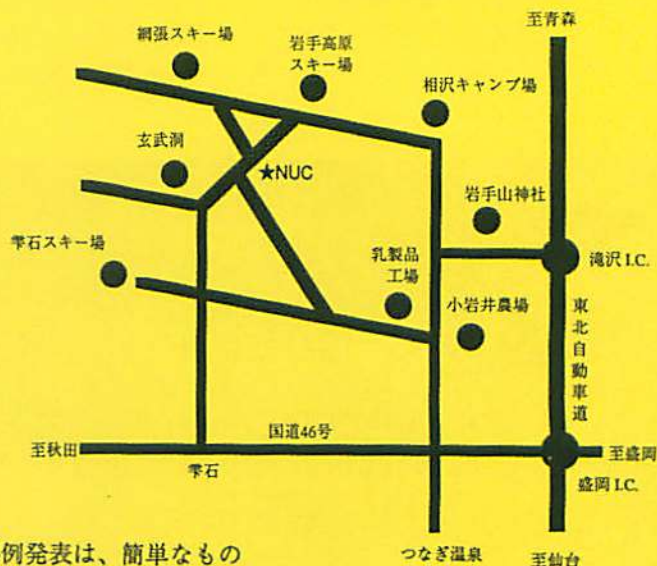 至青森
網張スキー場
岩手高原
スキー場
相沢キャンプ場
玄武洞
★NUC
岩手山神社
雫石スキー場
乳製品
工場
滝沢 I.C.
小岩井農場
東北自動車道
国道46号
至秋田
至盛岡
雫石
盛岡 I.C.
例発表は、簡単なもの
つなぎ温泉
至仙台